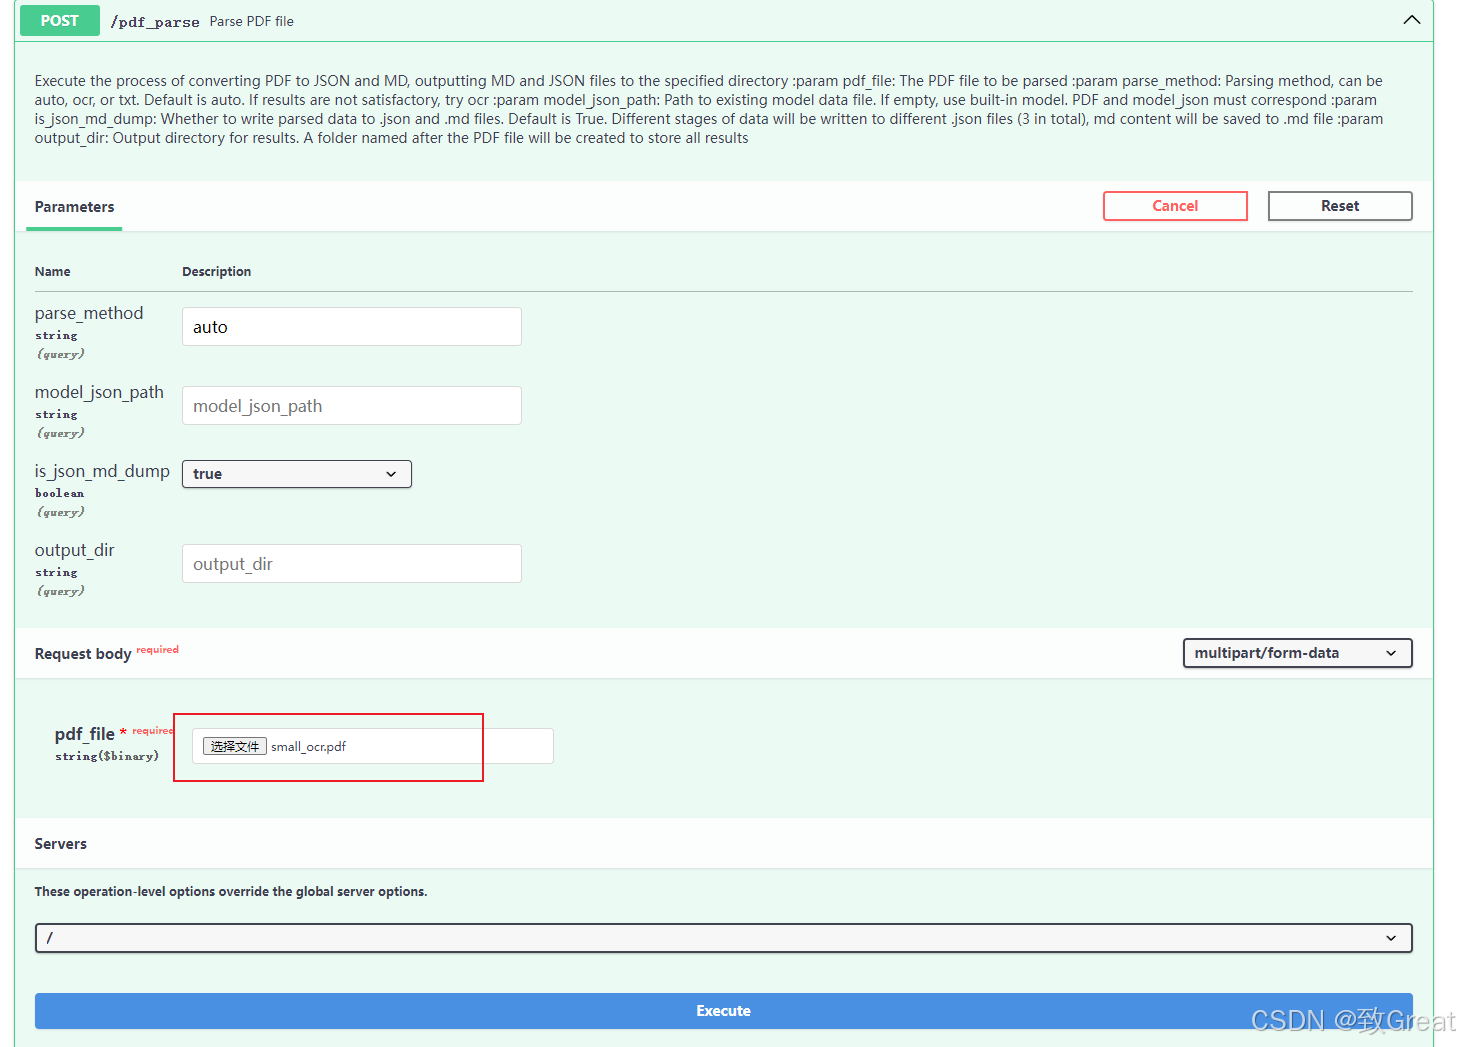 POST /pdf_parse Parse PDF file
Execute the process of converting PDF to JSON and MD, outputting MD and JSON files to the specified directory :param pdf_file: The PDF file to be parsed :param parse_method: Parsing method, can be
auto, ocr, or txt. Default is auto. If results are not satisfactory, try ocr :param model_json_path: Path to existing model data file. If empty, use built-in model. PDF and model_json must correspond :param
is_json_md_dump: Whether to write parsed data to .json and .md files. Default is True. Different stages of data will be written to different .json files (3 in total), md content will be saved to .md file :param
output_dir: Output directory for results. A folder named after the PDF file will be created to store all results
Parameters Cancel Reset
Name Description
parse_method
string
(query)
auto
model_json_path
string
(query)
model_json_path
is_json_md_dump
boolean
(query)
true
output_dir
string
(query)
output_dir
Request body required multipart/form-data
pdf_file * required
string($binary)
选择文件 small_ocr.pdf
Servers
These operation-level options override the global server options.
/
Execute
CSDN @致Great